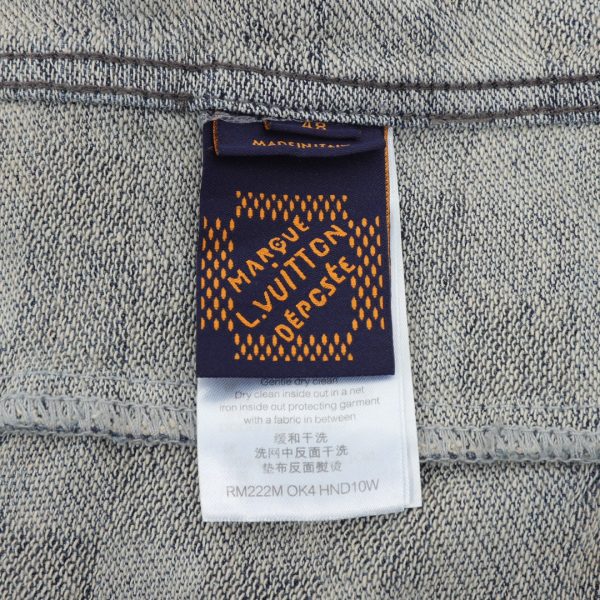 48
MADE IN ITALY
MARQUE
L.VUITTON
DÉPOSÉE
Gentle dry clean
Dry clean inside out in a net
iron inside out protecting garment
with a fabric in between
缓和干洗
洗网中反面干洗
垫布反面熨烫
RM222M OK4 HND10W